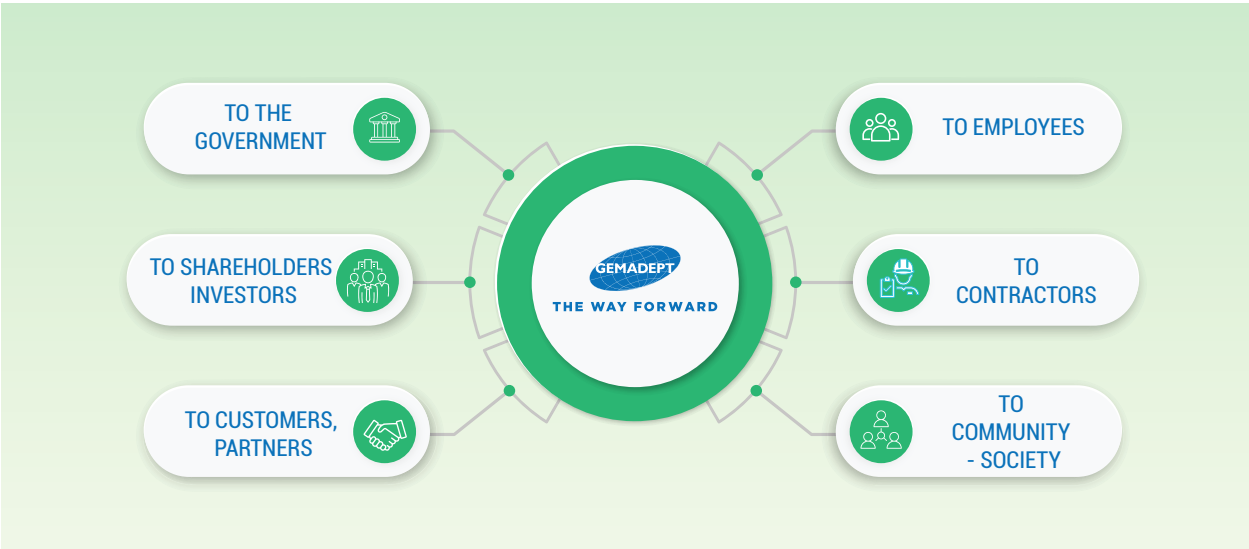 TO THE
GOVERNMENT
TO EMPLOYEES
TO SHAREHOLDERS
INVESTORS
GEMADEPT
THE WAY FORWARD
TO
CONTRACTORS
TO CUSTOMERS,
PARTNERS
TO
COMMUNITY
- SOCIETY